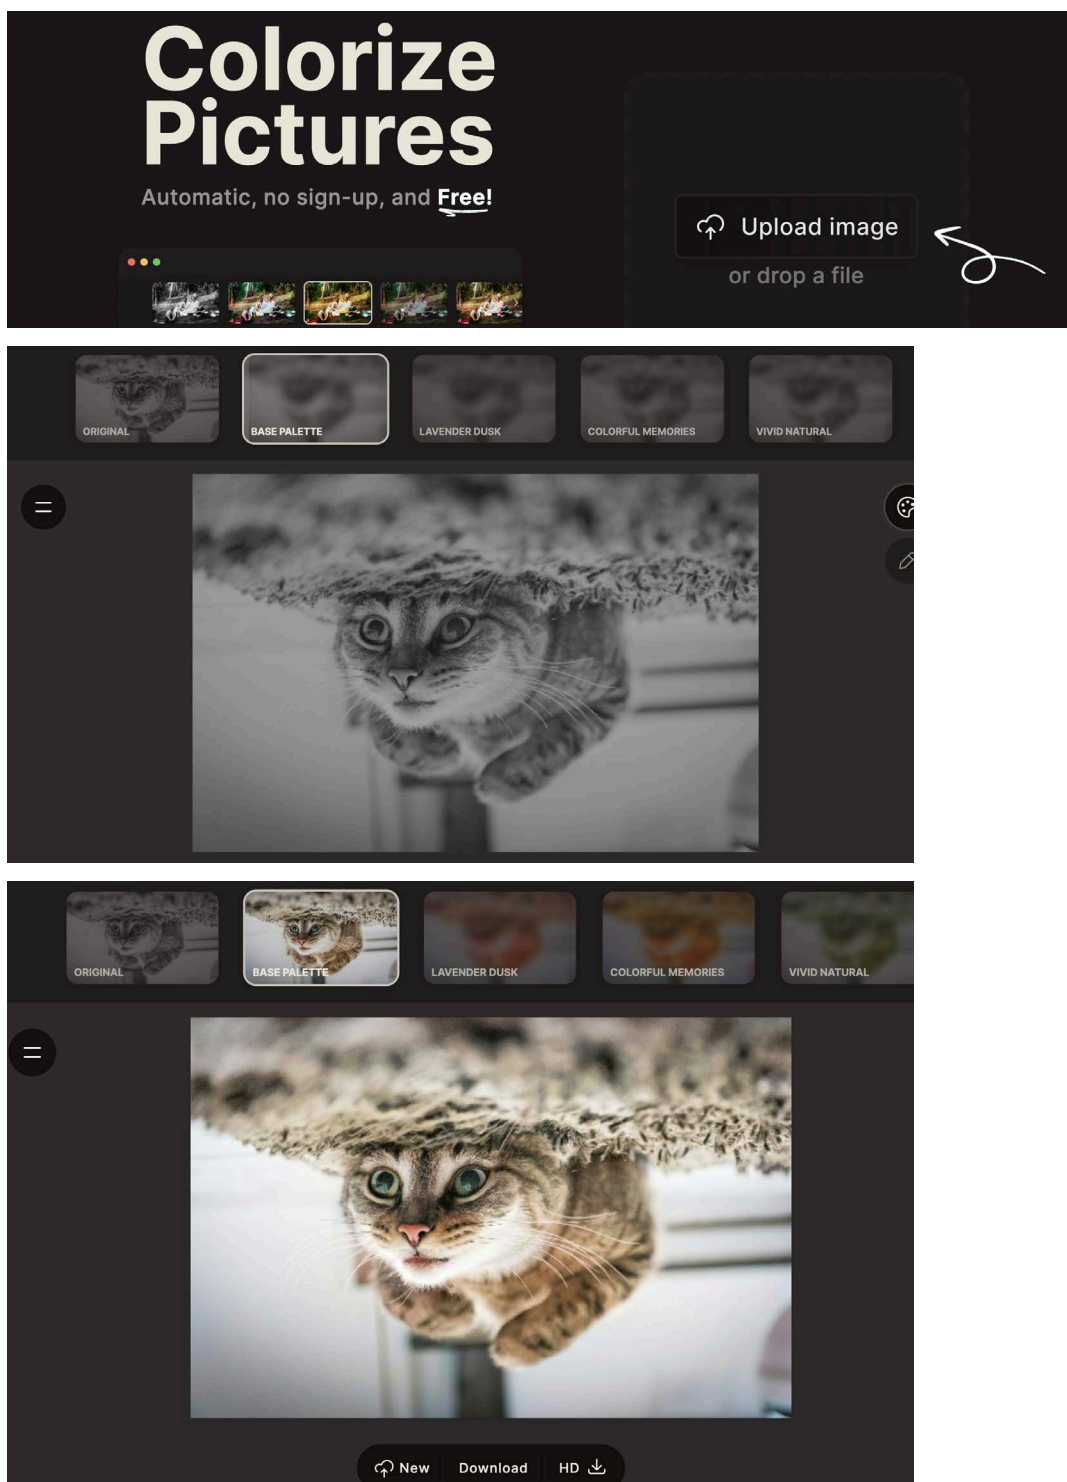 Colorize
Pictures
Automatic, no sign-up, and Free!
Upload image
or drop a file
ORIGINAL
BASE PALETTE
LAVENDER DUSK
COLORFUL MEMORIES
VIVID NATURAL
ORIGINAL
BASE PALETTE
LAVENDER DUSK
COLORFUL MEMORIES
VIVID NATURAL
New
Download
HD